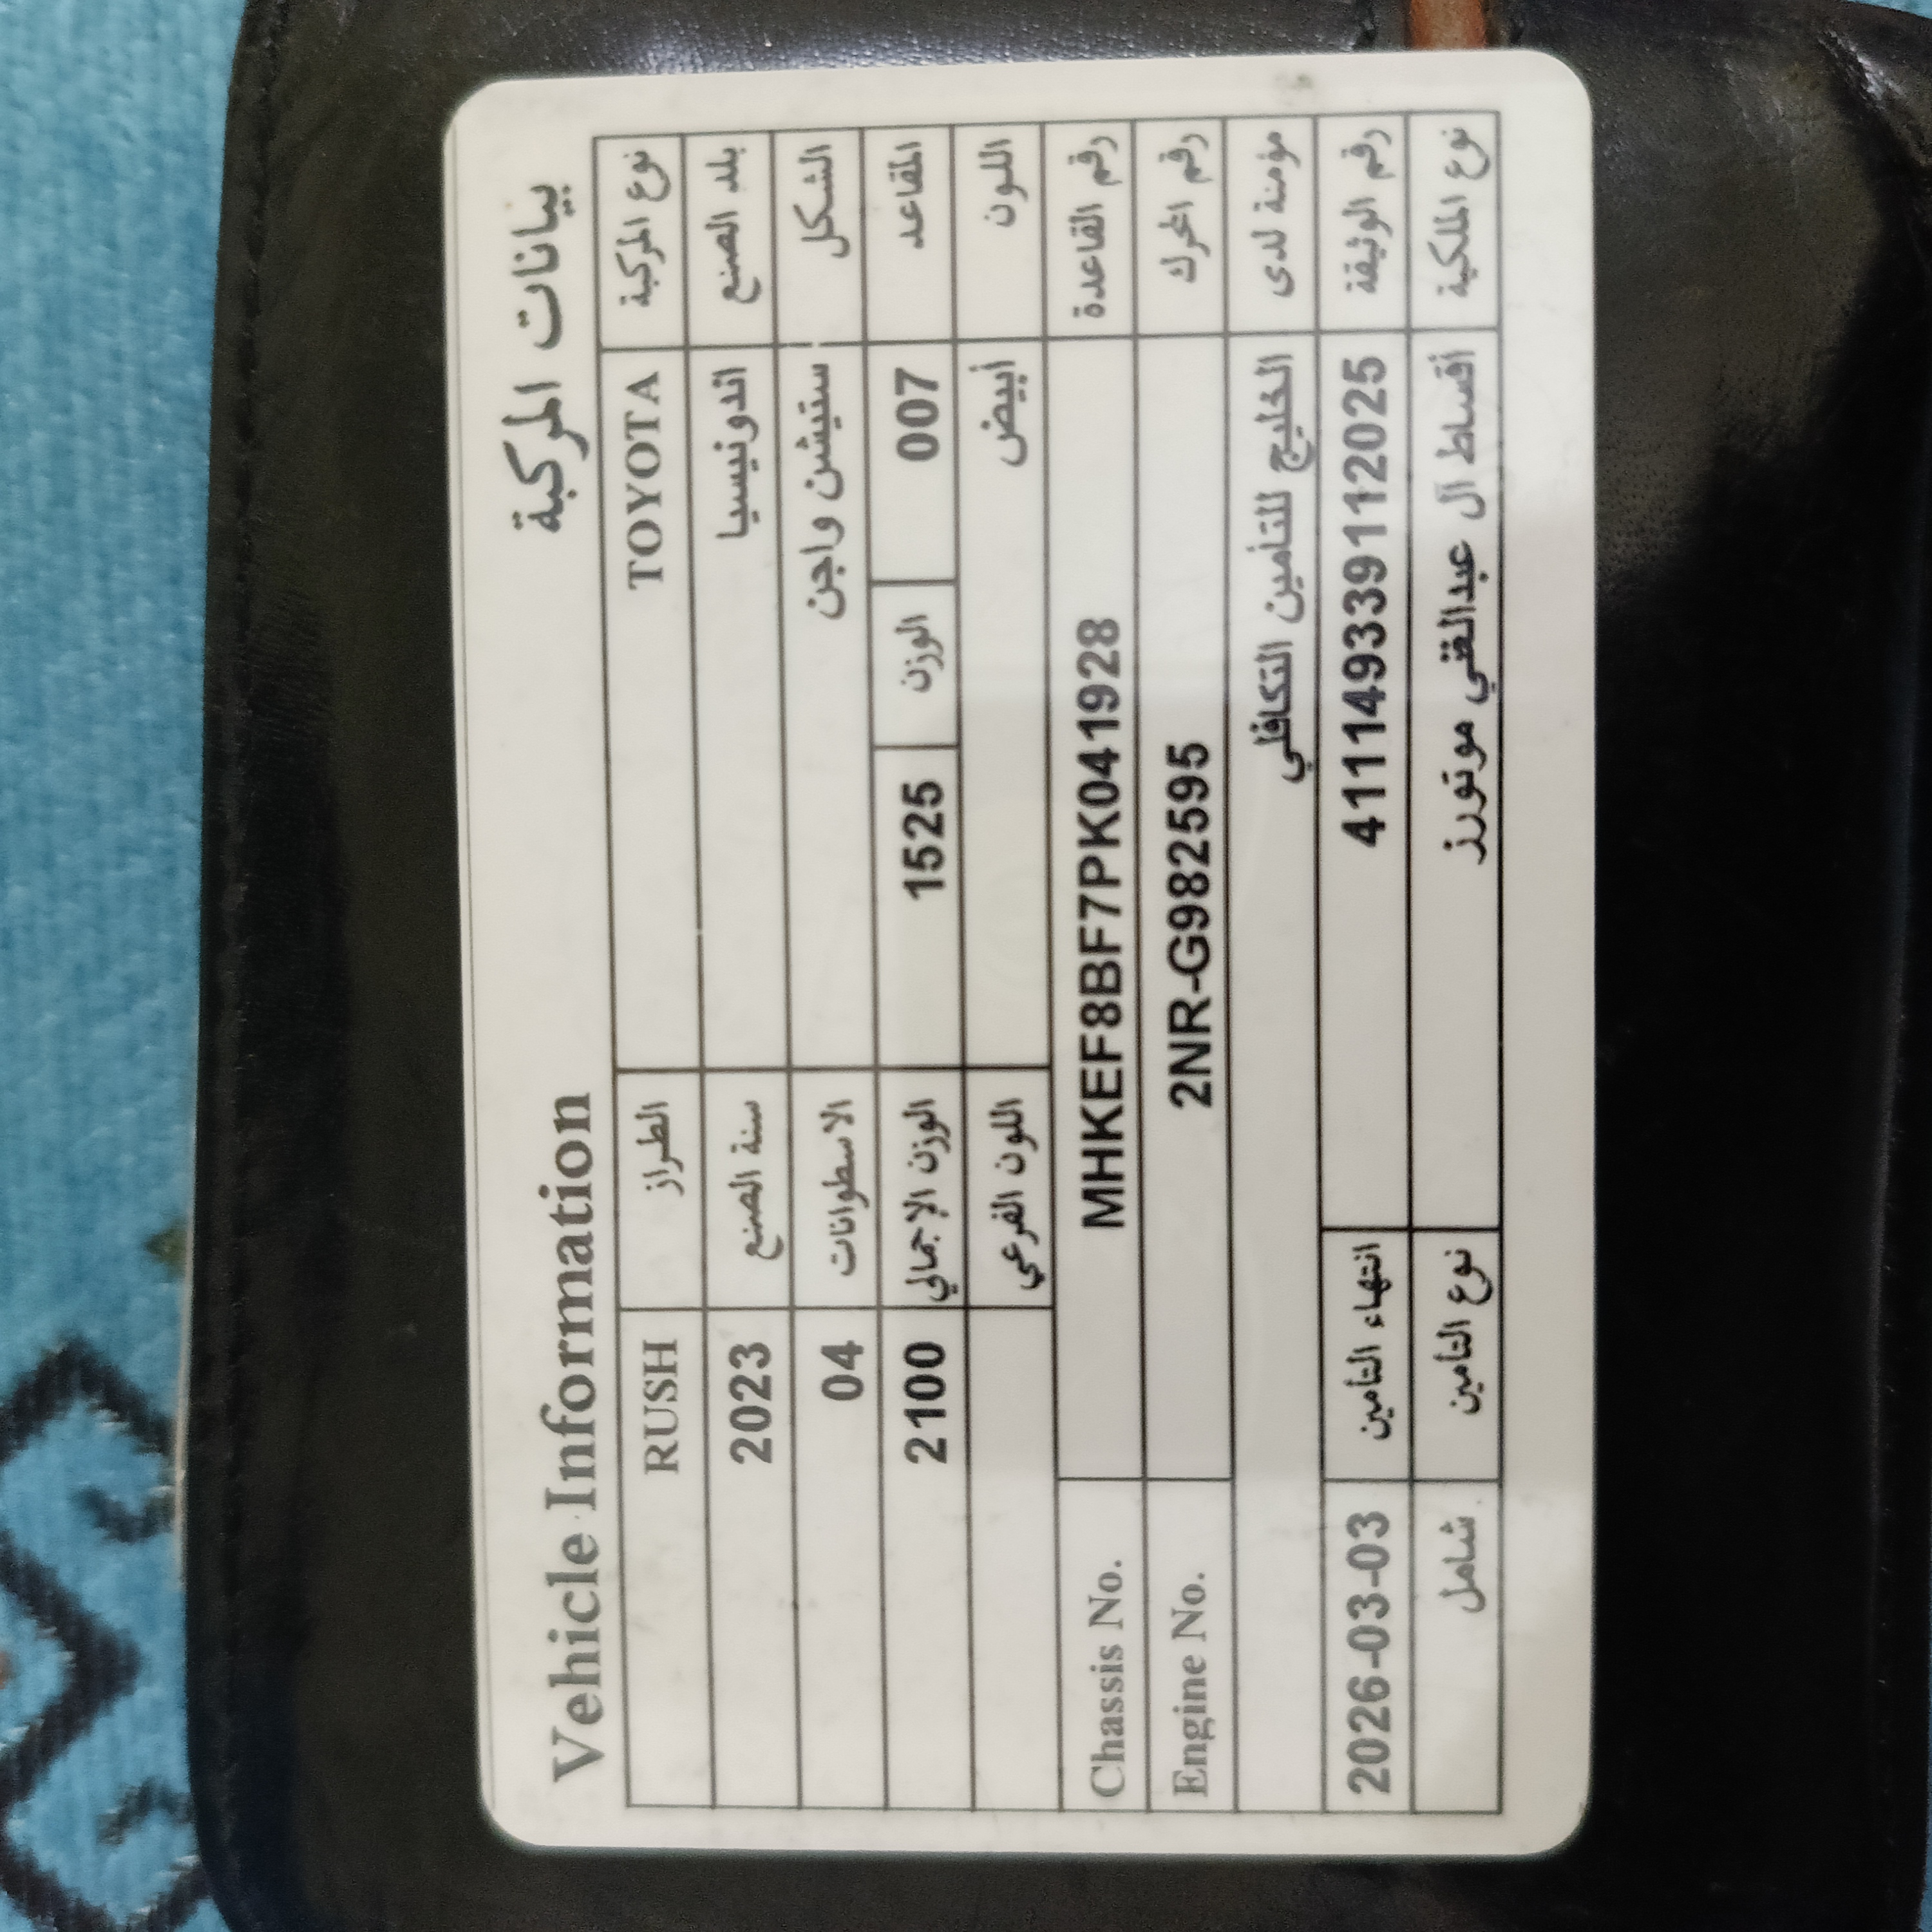 بيانات المركبة Vehicle Information
نوع المركبة TOYOTA الطراز RUSH
بلد الصنع اندونيسيا سنة الصنع 2023
الشكل ستيشن واجن الاسطوانات 04
المقاعد 007 الوزن 1525 الوزن الإجمالي 2100
اللون أبيض اللون الفرعي
رقم القاعدة MHKEF8BF7PK041928 Chassis No.
رقم المحرك 2NR-G982595 Engine No.
مؤمنة لدى الخليج للتأمين التكافلي
رقم الوثيقة 411149339112025 انتهاء التأمين 2026-03-03
نوع الملكية أقساط آل عبدالغني موتورز نوع التأمين شامل